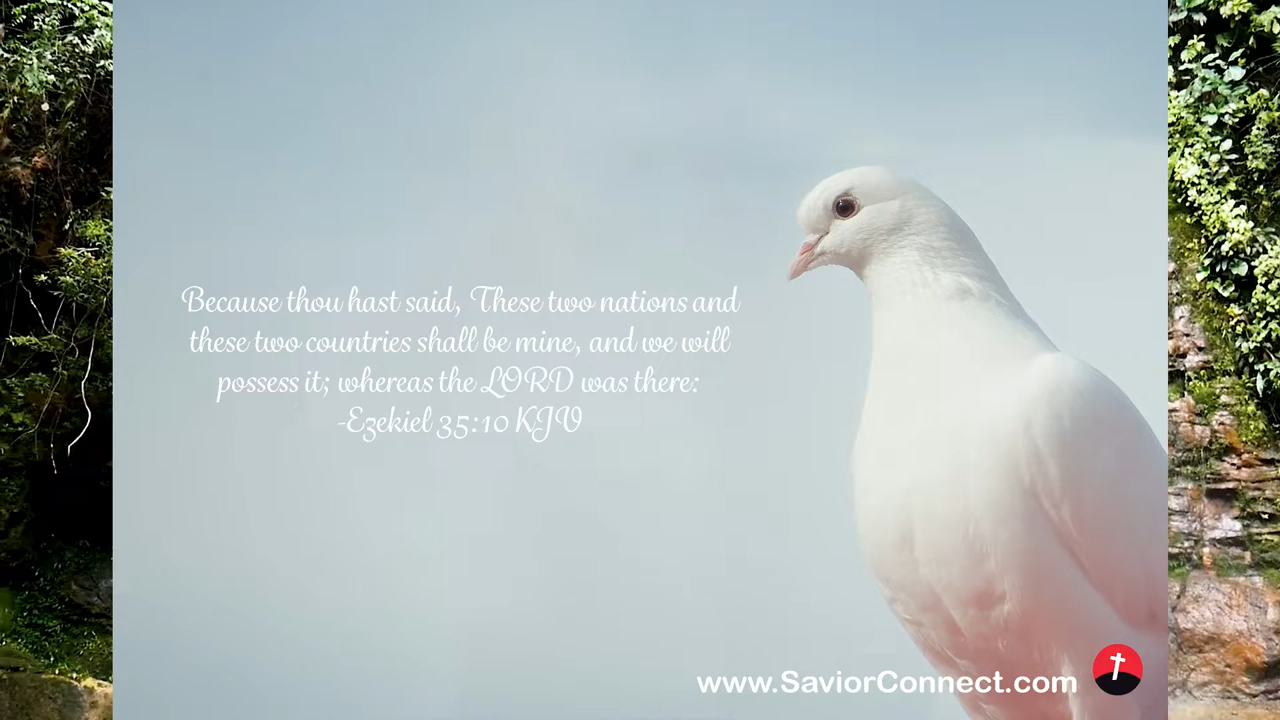 Because thou hast said, These two nations and
these two countries shall be mine, and we will
possess it; whereas the LORD was there:
-Ezekiel 35:10 KJV
www.SaviorConnect.com